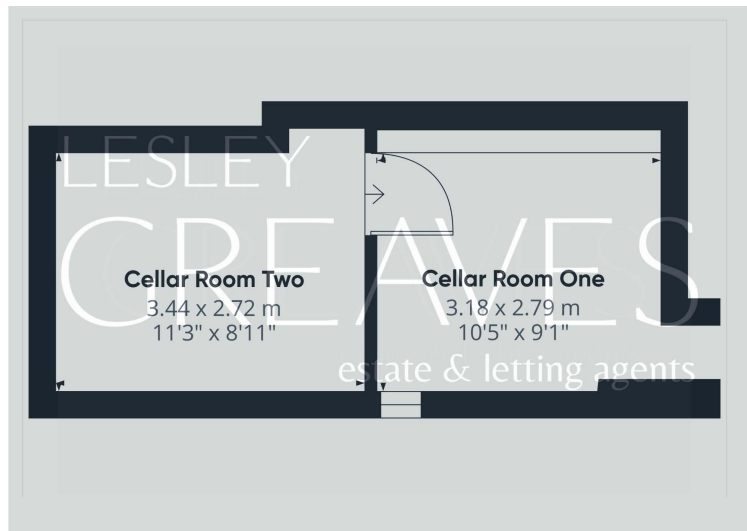 LESLEY
GREAVES
Cellar Room Two
3.44 x 2.72 m
11'3" x 8'11"
Cellar Room One
3.18 x 2.79 m
10'5" x 9'1"
estate & letting agents